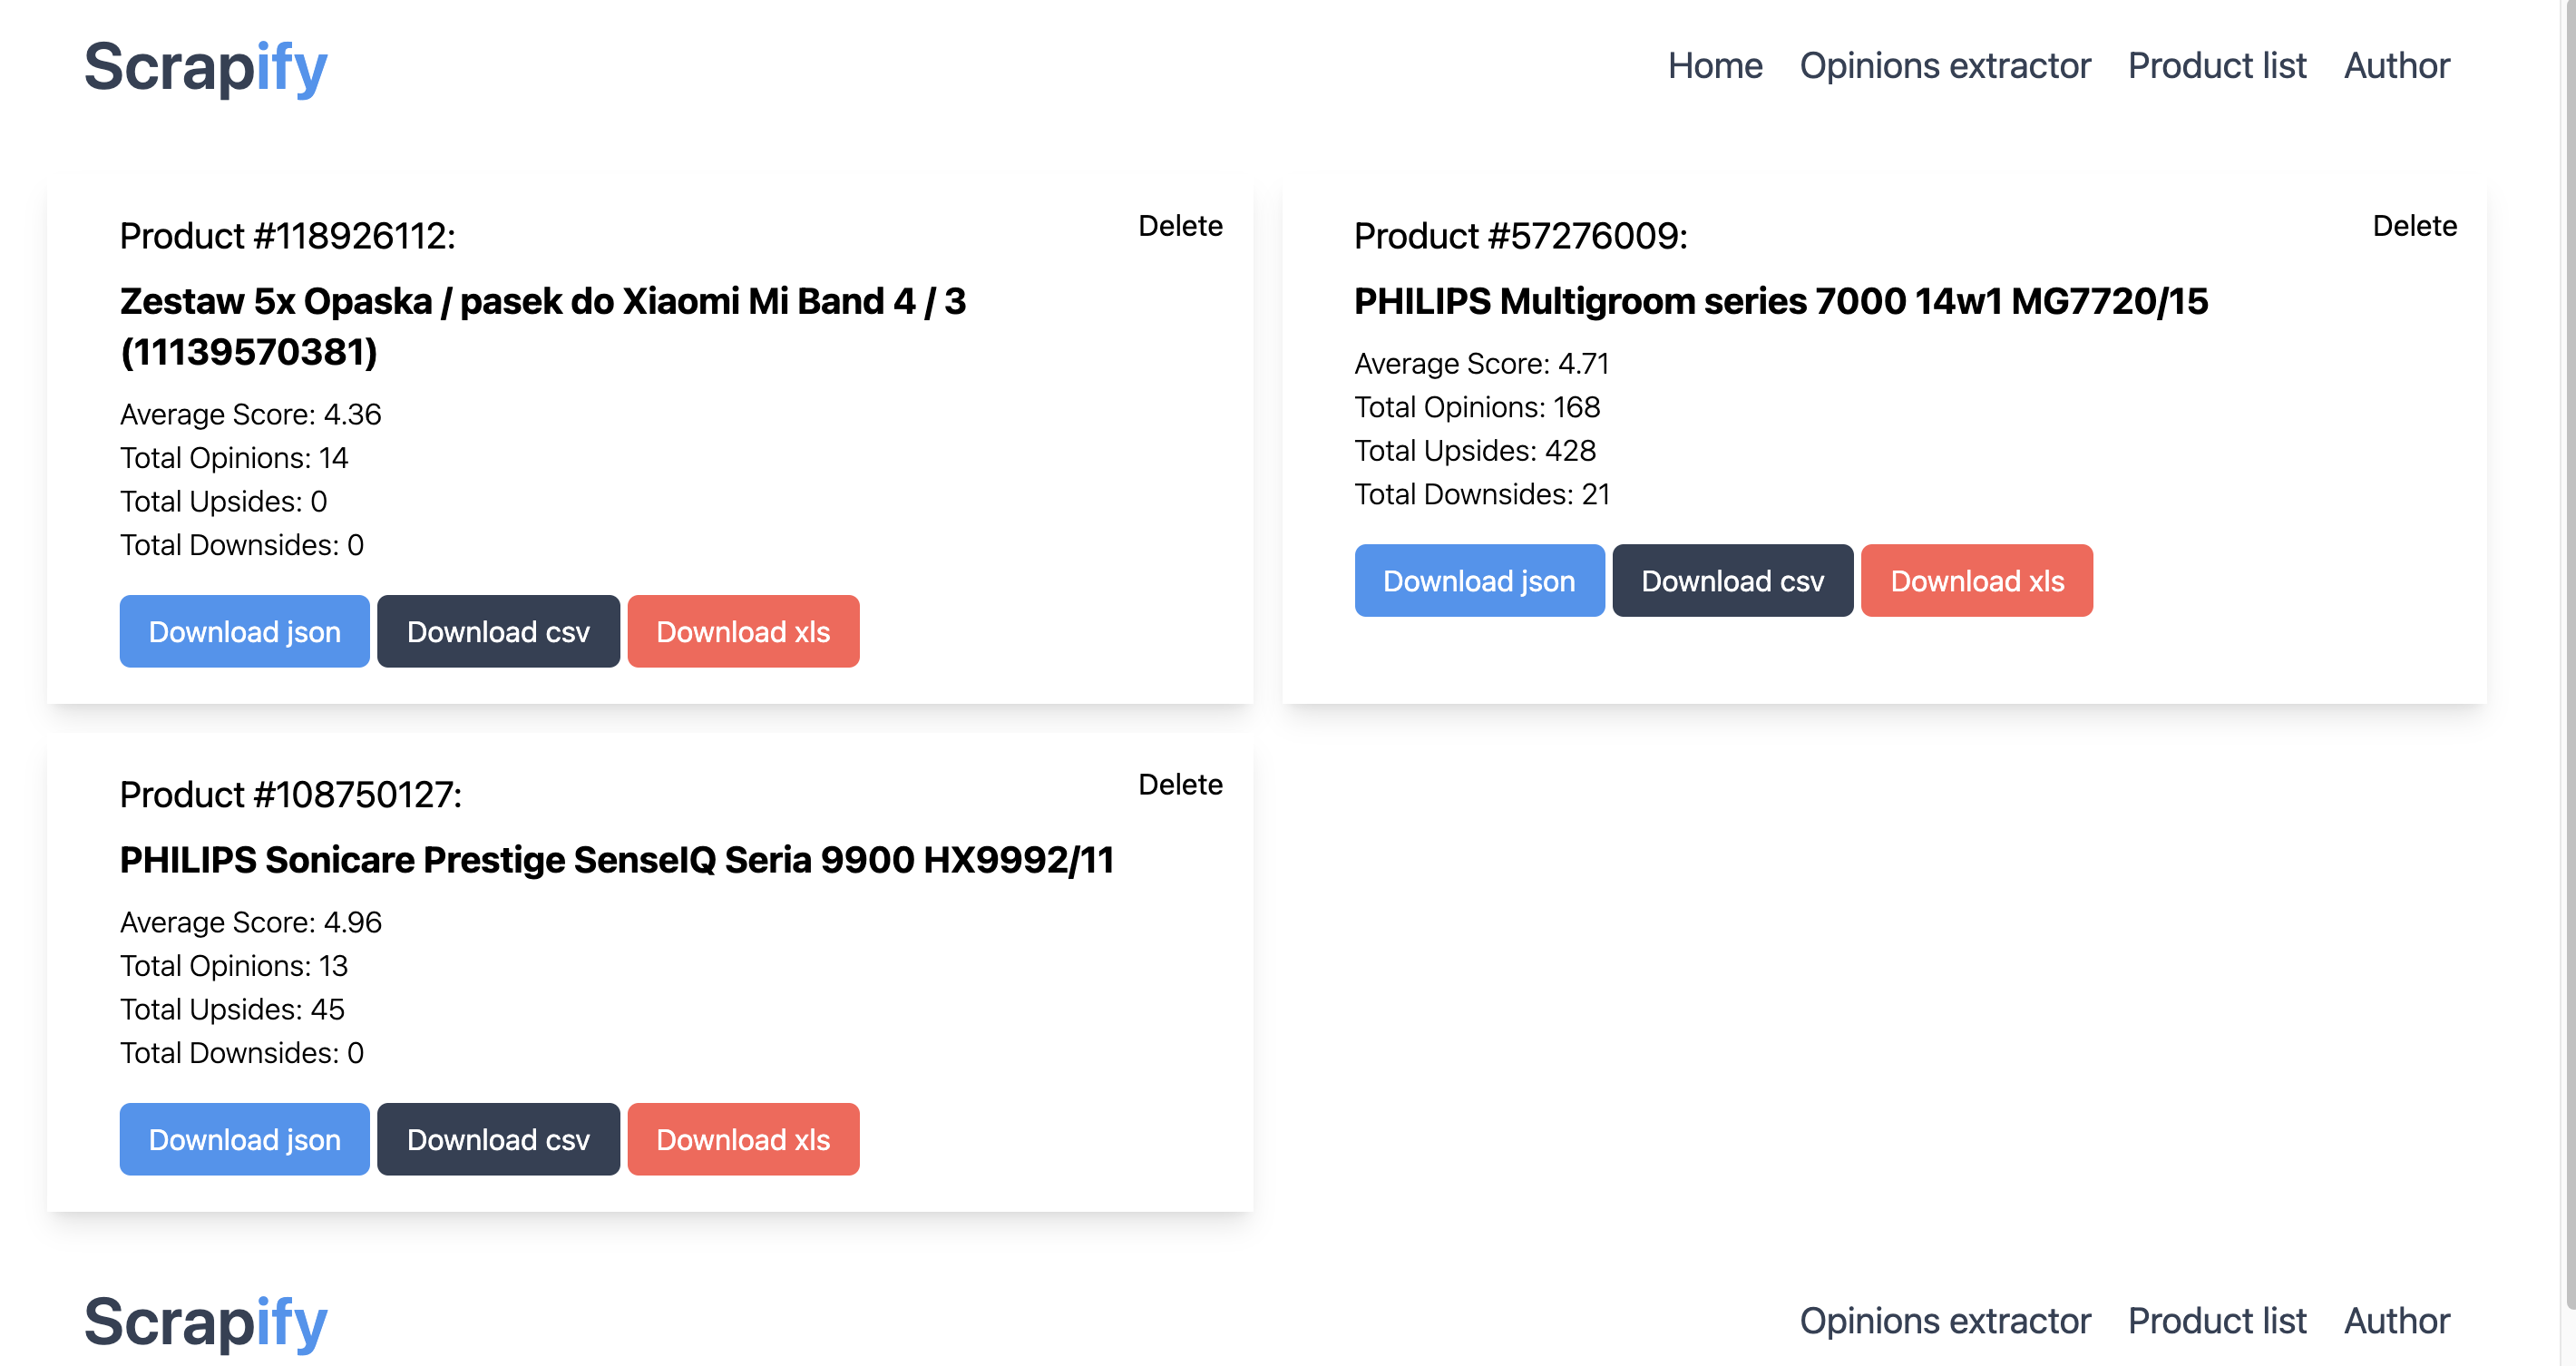 Scrapify
Home Opinions extractor Product list Author
Product #118926112:
Delete
Zestaw 5x Opaska / pasek do Xiaomi Mi Band 4 / 3
(11139570381)
Average Score: 4.36
Total Opinions: 14
Total Upsides: 0
Total Downsides: 0
Download json Download csv Download xls
Product #57276009:
Delete
PHILIPS Multigroom series 7000 14w1 MG7720/15
Average Score: 4.71
Total Opinions: 168
Total Upsides: 428
Total Downsides: 21
Download json Download csv Download xls
Product #108750127:
Delete
PHILIPS Sonicare Prestige SenseIQ Seria 9900 HX9992/11
Average Score: 4.96
Total Opinions: 13
Total Upsides: 45
Total Downsides: 0
Download json Download csv Download xls
Scrapify
Opinions extractor Product list Author